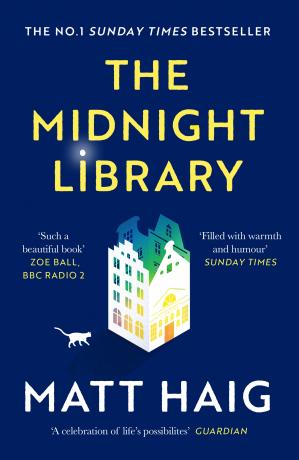 THE NO.1 SUNDAY TIMES BESTSELLER
THE
MIDNIGHT
LiBRARY
‘Such a
beautiful book’
ZOE BALL,
BBC RADIO 2
‘Filled with warmth
and humour’
SUNDAY TIMES
MATT HAIG
‘A celebration of life’s possibilites’ GUARDIAN